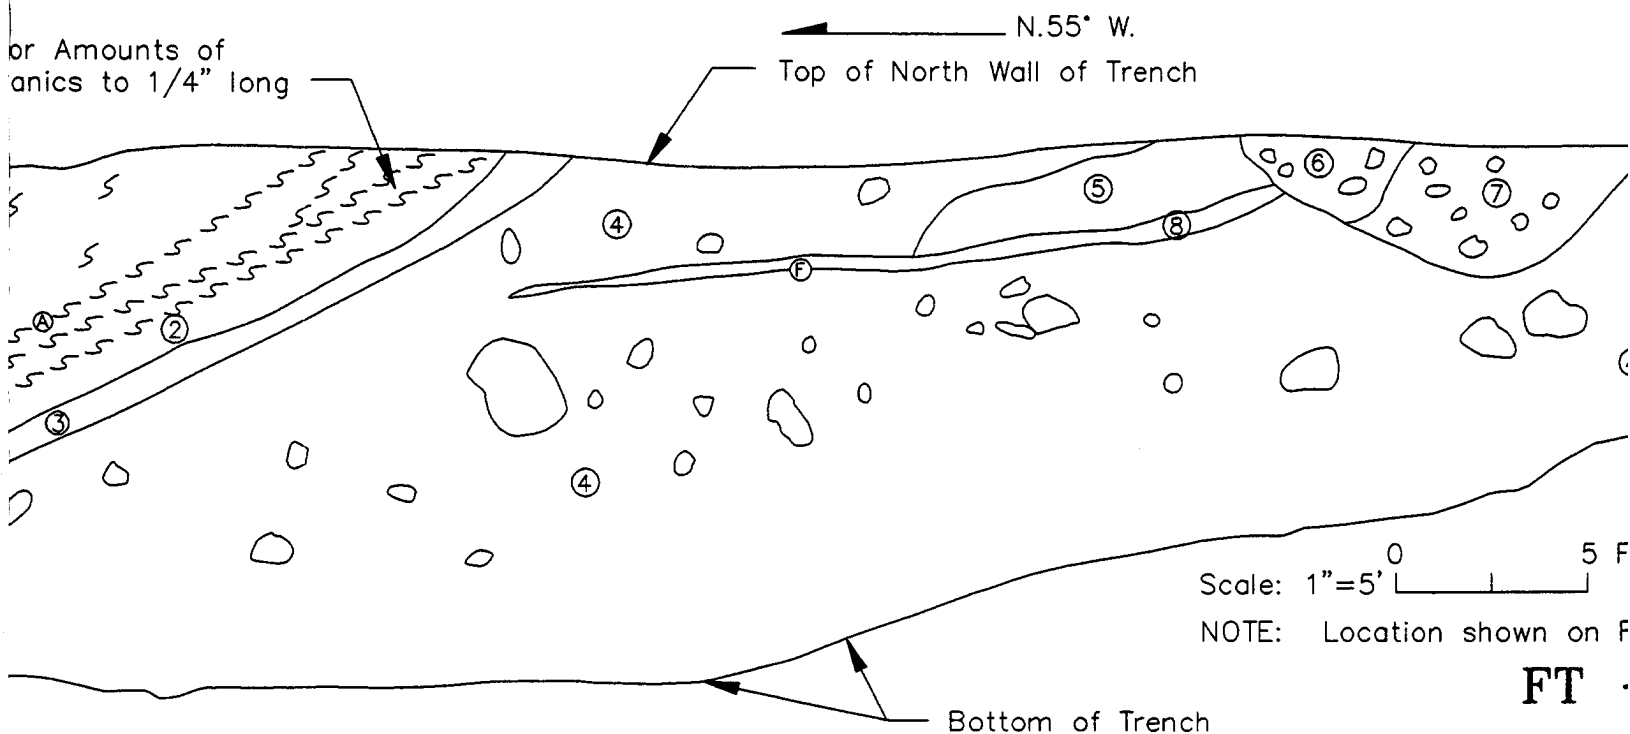 N.55° W.
or Amounts of
anics to 1/4" long
Top of North Wall of Trench
6
7
5
4
8
F
A
2
3
4
0 5 F
Scale: 1"=5'
NOTE: Location shown on F
FT
Bottom of Trench